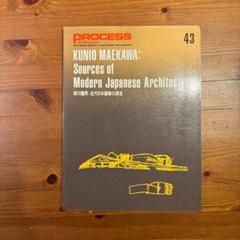 PROCESS
43
KUNIO MAEKAWA:
Sources of
Modern Japanese Architecture
前川國男: 近代日本建築の源流